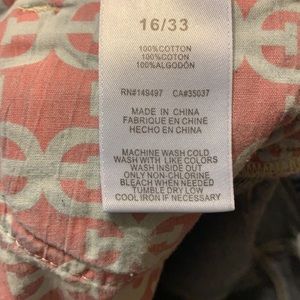 16/33
100%COTTON
100%COTON
100%ALGODÓN
RN#149497 CA#35037
MADE IN CHINA
FABRIQUE EN CHINE
HECHO EN CHINA
MACHINE WASH COLD
WASH WITH LIKE COLORS
WASH INSIDE OUT
ONLY NON-CHLORINE
BLEACH WHEN NEEDED
TUMBLE DRY LOW
COOL IRON IF NECESSARY